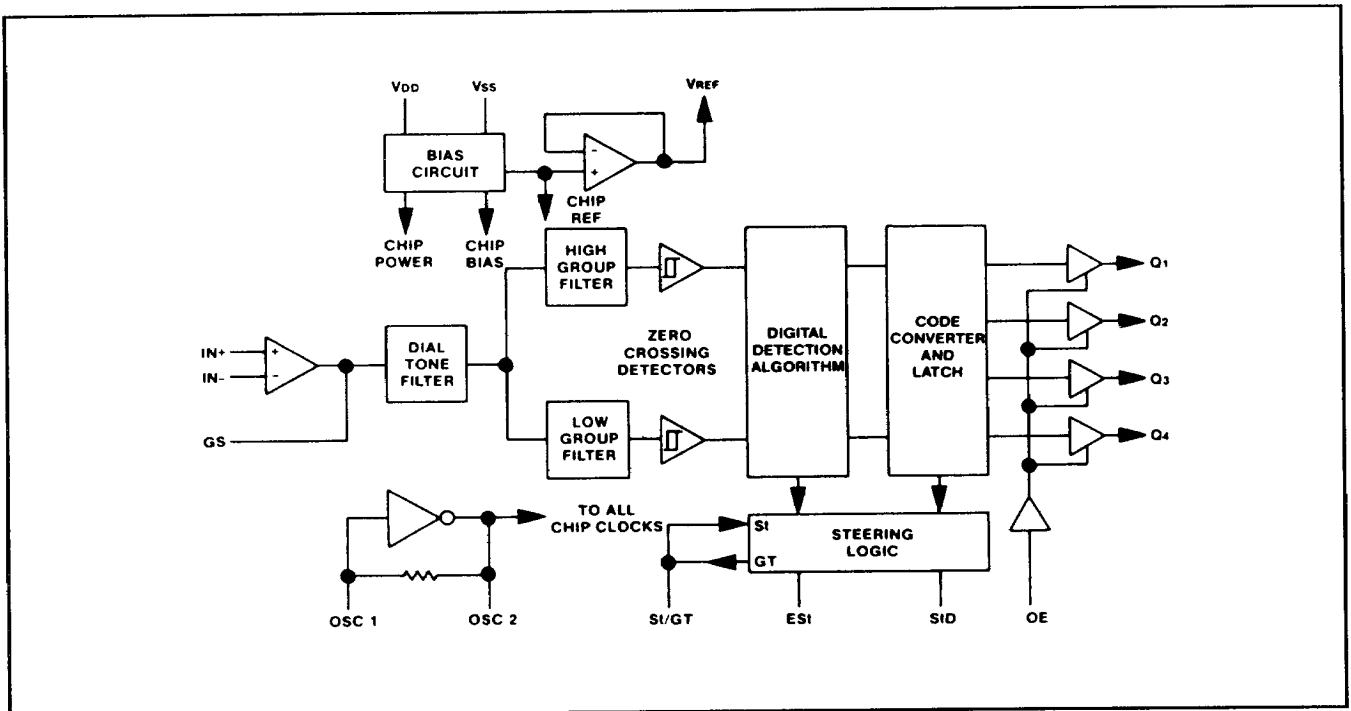 VDD
VSS
VREF
BIAS
CIRCUIT
-
+
CHIP
REF
CHIP
POWER
CHIP
BIAS
HIGH
GROUP
FILTER
IN+
IN-
+
-
GS
DIAL
TONE
FILTER
ZERO
CROSSING
DETECTORS
LOW
GROUP
FILTER
DIGITAL
DETECTION
ALGORITHM
CODE
CONVERTER
AND
LATCH
Q1
Q2
Q3
Q4
TO ALL
CHIP CLOCKS
St
GT
STEERING
LOGIC
OSC 1
OSC 2
St/GT
ESt
StD
OE